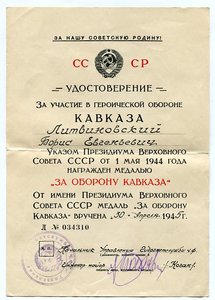 ЗА НАШУ СОВЕТСКУЮ РОДИНУ!
СС СР
УДОСТОВЕРЕНИЕ
ЗА УЧАСТИЕ В ГЕРОИЧЕСКОЙ ОБОРОНЕ
КАВКАЗА
Литвиновский
Борис Евгеньевич
УКАЗОМ ПРЕЗИДИУМА ВЕРХОВНОГО
СОВЕТА СССР ОТ 1 МАЯ 1944 ГОДА
НАГРАЖДЕН МЕДАЛЬЮ
„ЗА ОБОРОНУ КАВКАЗА"
ОТ ИМЕНИ ПРЕЗИДИУМА ВЕРХОВНОГО
СОВЕТА СССР МЕДАЛЬ „ЗА ОБОРОНУ
КАВКАЗА" ВРУЧЕНА „30" Апреля 1945 г.
Л № 034310
Начальник Управления